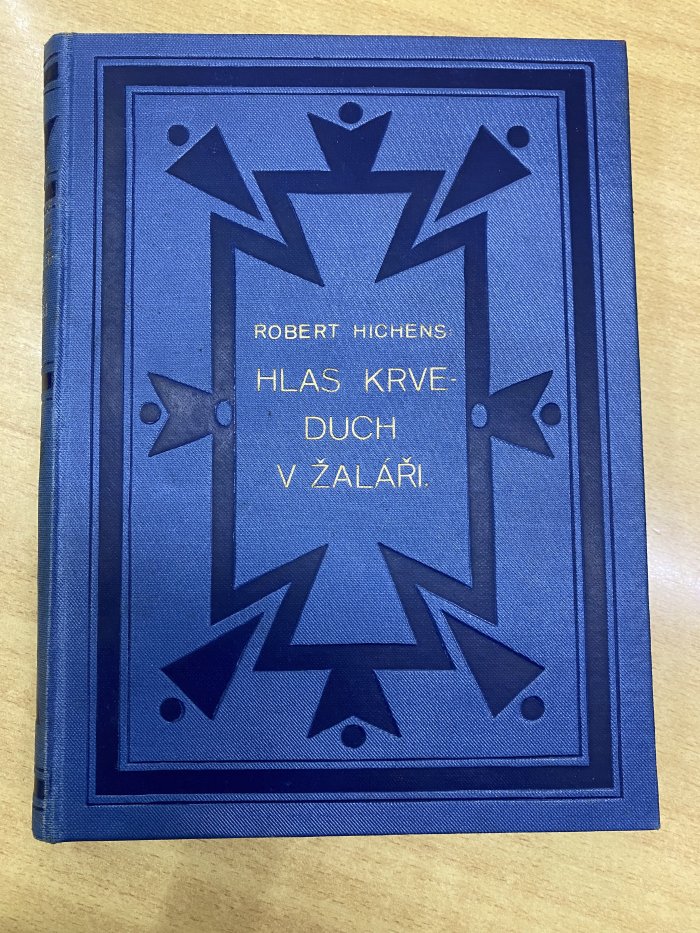 ROBERT HICHENS:
HLAS KRVE-
DUCH
V ŽALÁŘI.